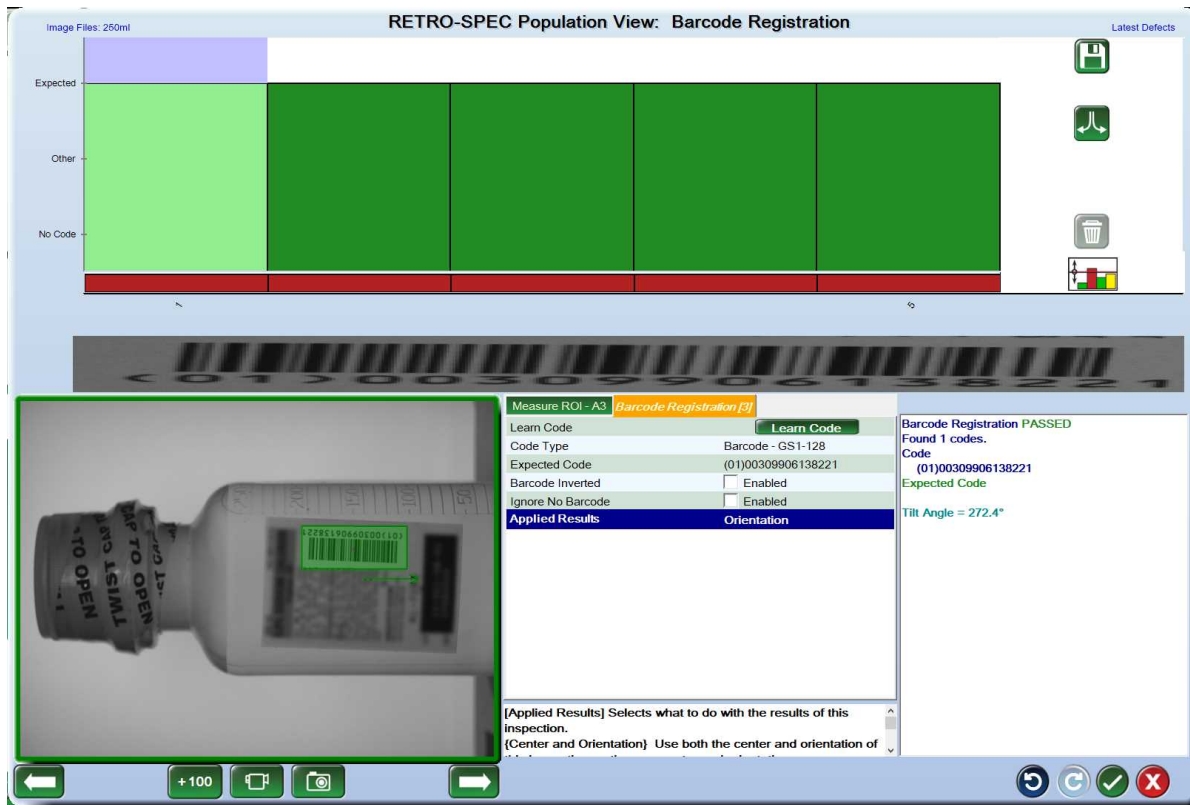 RETRO-SPEC Population View: Barcode Registration
Image Files: 250ml
Latest Defects
Expected
Other
No Code
1
5
(01)00309906138221
Measure ROI - A3
Barcode Registration [3]
Learn Code
Learn Code
Code Type
Barcode - GS1-128
Expected Code
(01)00309906138221
Barcode Inverted
Enabled
Ignore No Barcode
Enabled
Applied Results
Orientation
[Applied Results] Selects what to do with the results of this
inspection.
{Center and Orientation} Use both the center and orientation of
Barcode Registration PASSED
Found 1 codes.
Code
(01)00309906138221
Expected Code
Tilt Angle = 272.4°
(01)00309906138221
TO OPEN
TWIST CAP
CAP TO OPEN
+100